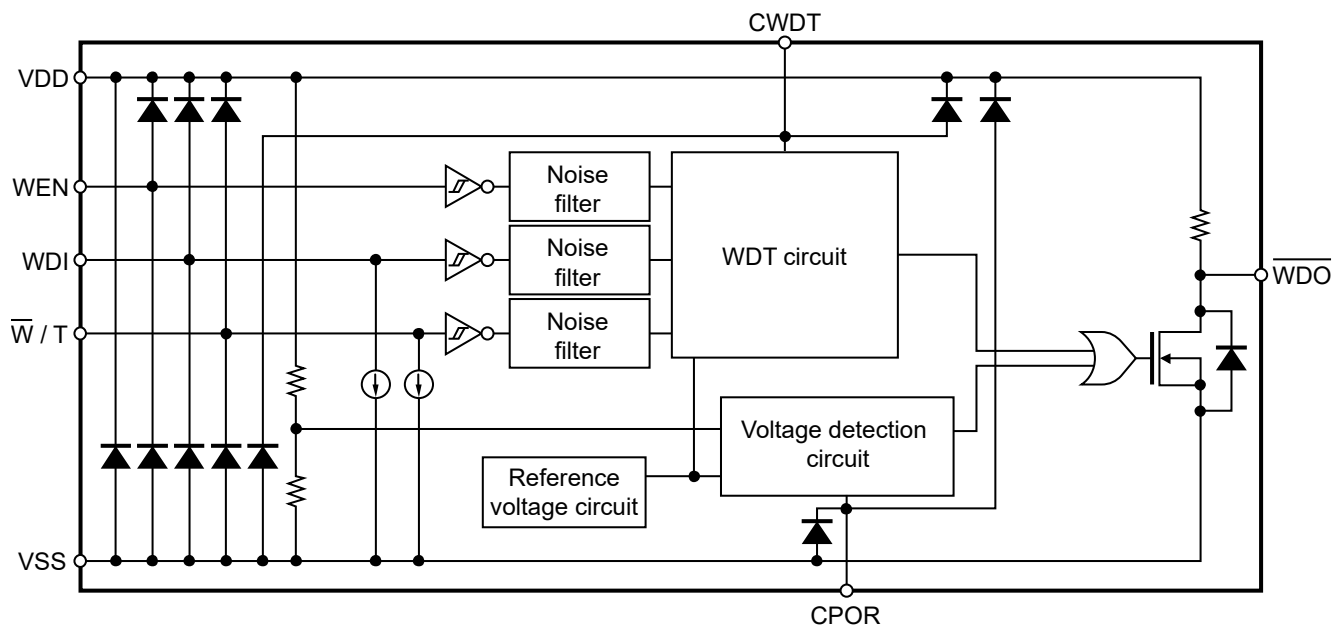 CWDT
VDD
WEN
Noise
filter
WDI
Noise
filter
WDT circuit
W̅ / T
Noise
filter
W̅D̅O̅
Voltage detection
circuit
Reference
voltage circuit
VSS
CPOR